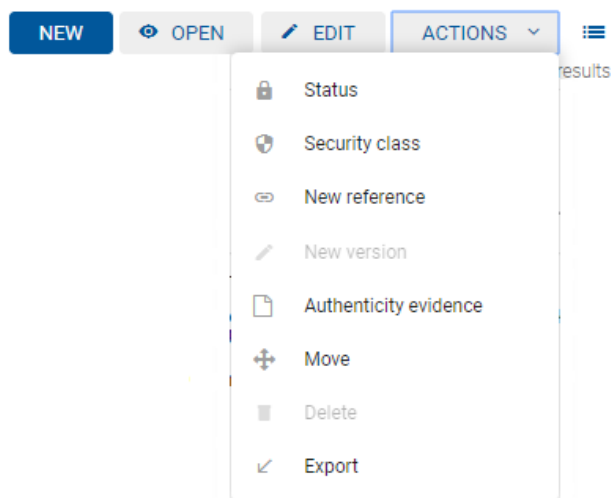 NEW OPEN EDIT ACTIONS
results
Status
Security class
New reference
New version
Authenticity evidence
Move
Delete
Export